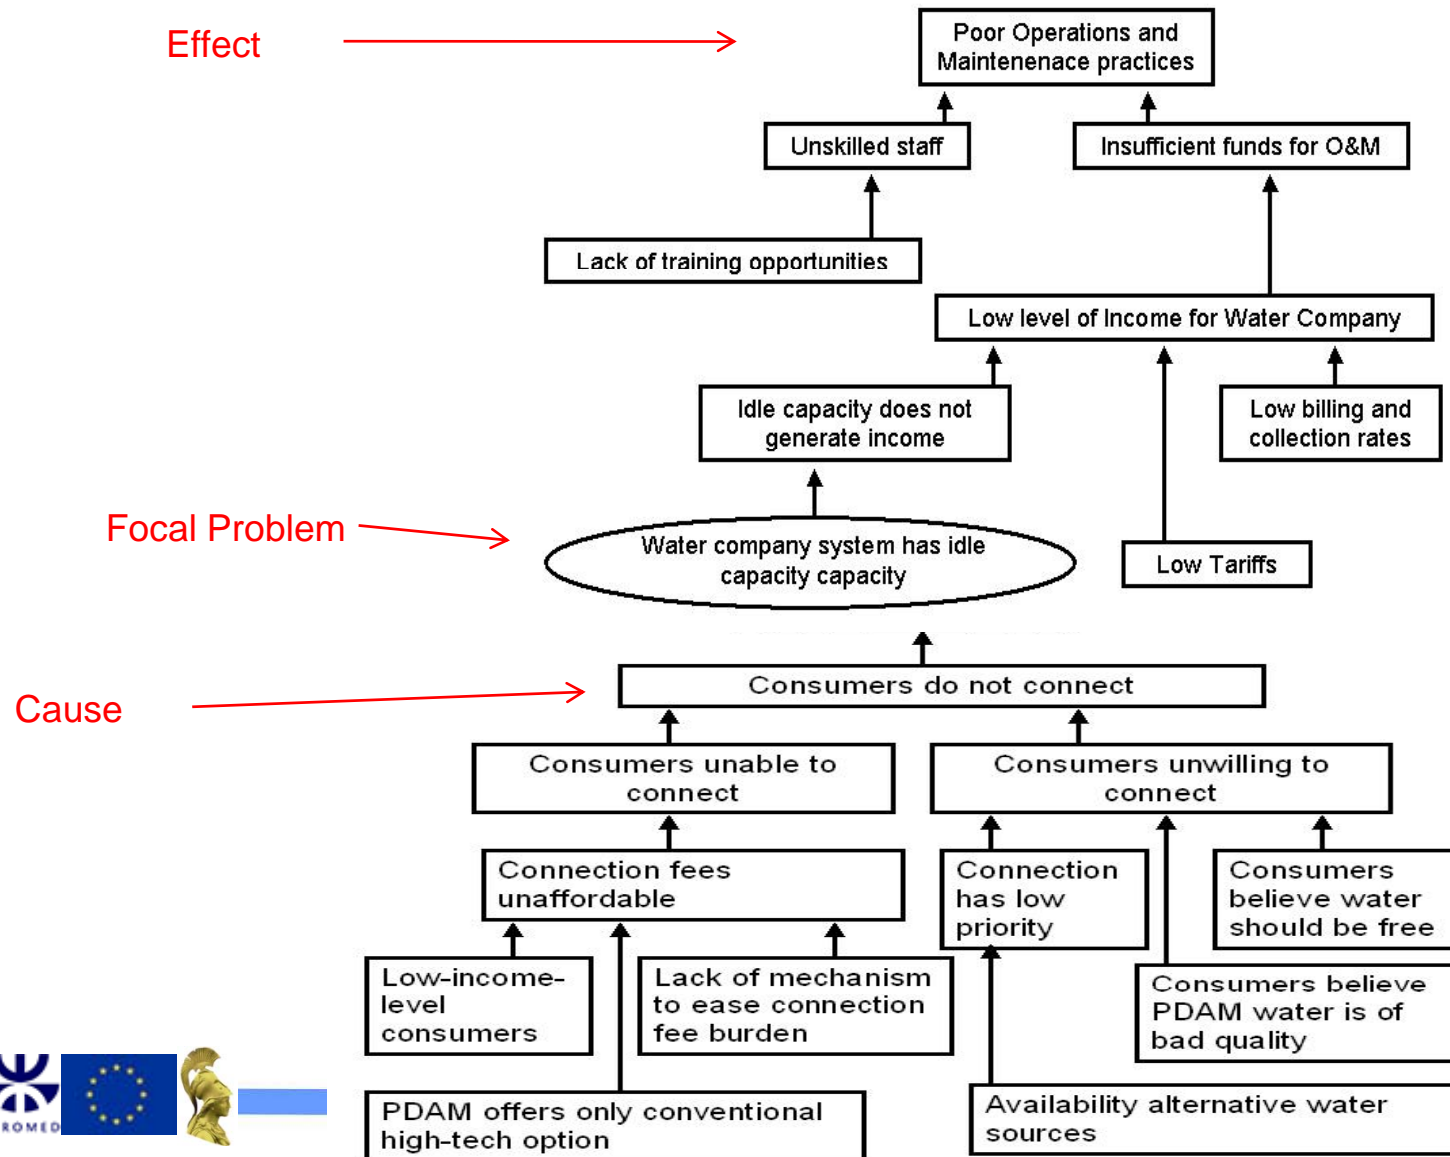 Effect
Poor Operations and
Maintenenace practices
Unskilled staff
Insufficient funds for O&M
Lack of training opportunities
Low level of Income for Water Company
Idle capacity does not
generate income
Low billing and
collection rates
Focal Problem
Water company system has idle
capacity capacity
Low Tariffs
Cause
Consumers do not connect
Consumers unable to
connect
Consumers unwilling to
connect
Connection fees
unaffordable
Connection
has low
priority
Consumers
believe water
should be free
Low-income-
level
consumers
Lack of mechanism
to ease connection
fee burden
Consumers believe
PDAM water is of
bad quality
PDAM offers only conventional
high-tech option
Availability alternative water
sources
ROMED